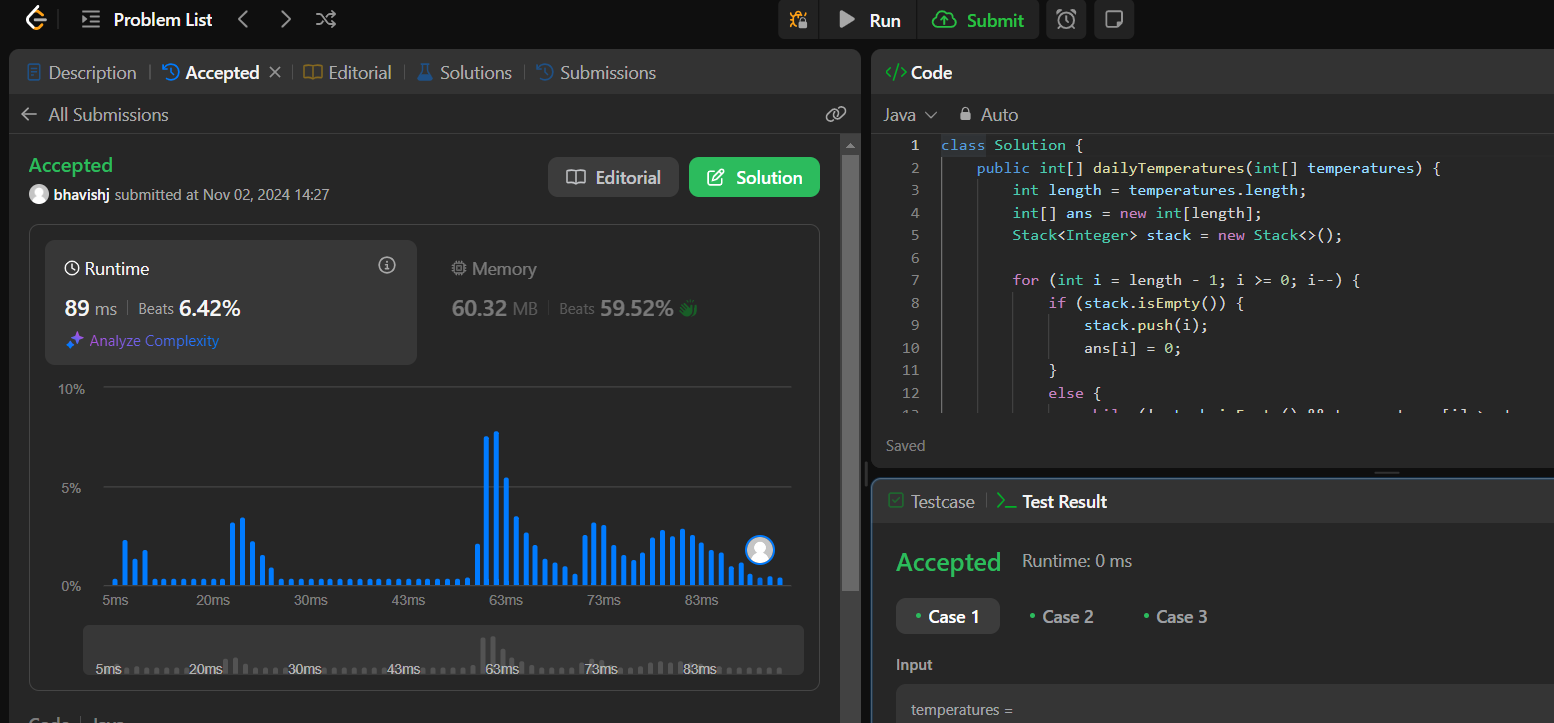 Problem List
Run
Submit
Description
Accepted
Editorial
Solutions
Submissions
All Submissions
Accepted
bhavishj submitted at Nov 02, 2024 14:27
Editorial
Solution
Runtime
89 ms
Beats 6.42%
Analyze Complexity
Memory
60.32 MB
Beats 59.52%
10%
5%
0%
5ms 20ms 30ms 43ms 63ms 73ms 83ms
5ms 20ms 30ms 43ms 63ms 73ms 83ms
Code Java
</> Code
Java Auto
1 class Solution {
2 public int[] dailyTemperatures(int[] temperatures) {
3 int length = temperatures.length;
4 int[] ans = new int[length];
5 Stack<Integer> stack = new Stack<>();
6
7 for (int i = length - 1; i >= 0; i--) {
8 if (stack.isEmpty()) {
9 stack.push(i);
10 ans[i] = 0;
11 }
12 else {
Saved
Testcase
Test Result
Accepted Runtime: 0 ms
Case 1 Case 2 Case 3
Input
temperatures =